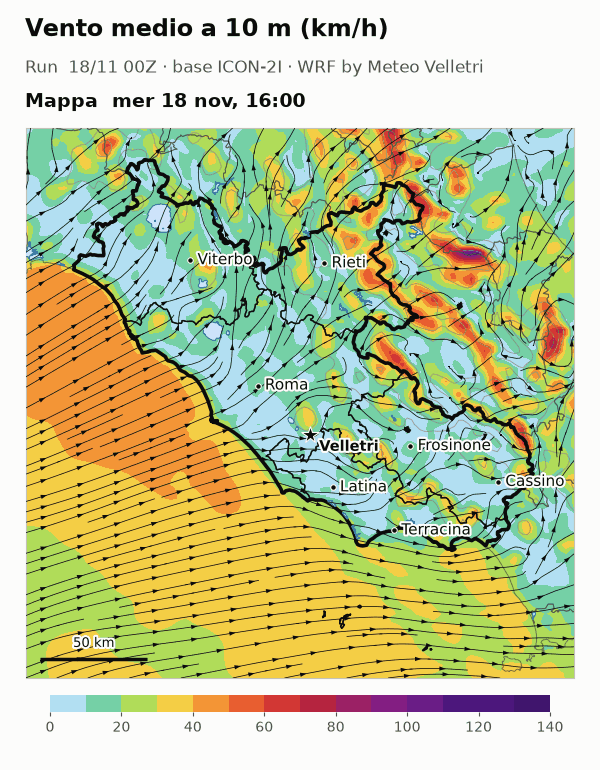 Vento medio a 10 m (km/h)
Run 18/11 00Z · base ICON-2I · WRF by Meteo Velletri
Mappa mer 18 nov, 16:00
Viterbo
Rieti
Roma
Velletri
Frosinone
Cassino
Latina
Terracina
50 km
0 20 40 60 80 100 120 140